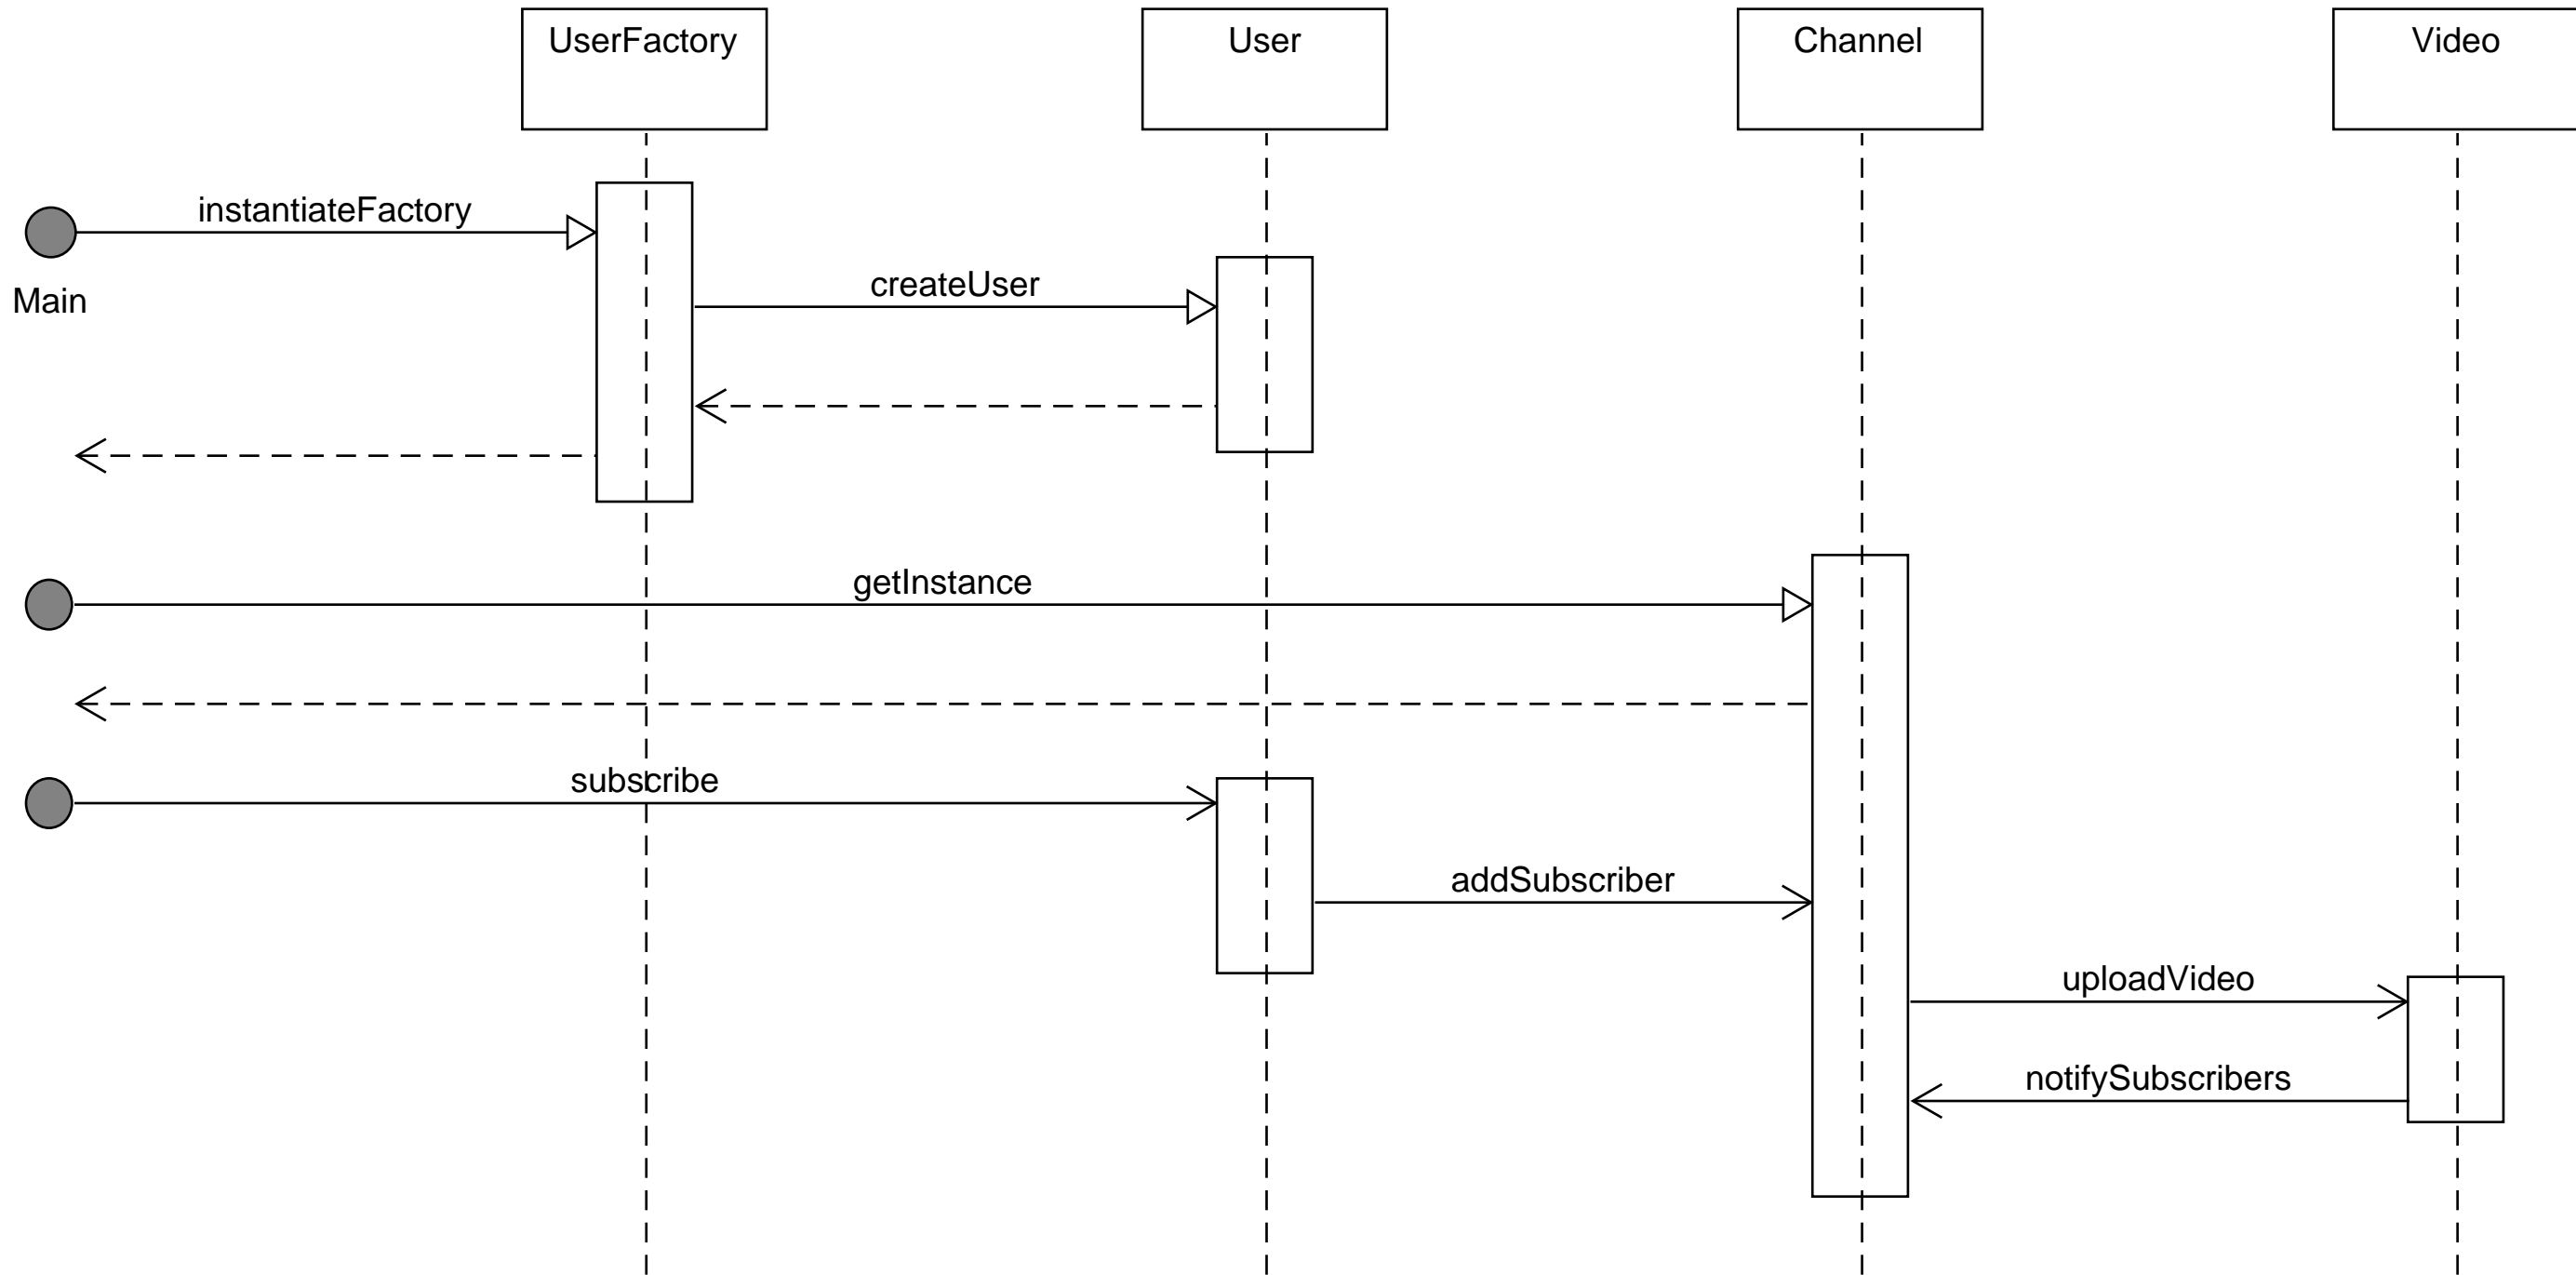 UserFactory
User
Channel
Video
instantiateFactory
createUser
Main
getInstance
subscribe
addSubscriber
uploadVideo
notifySubscribers